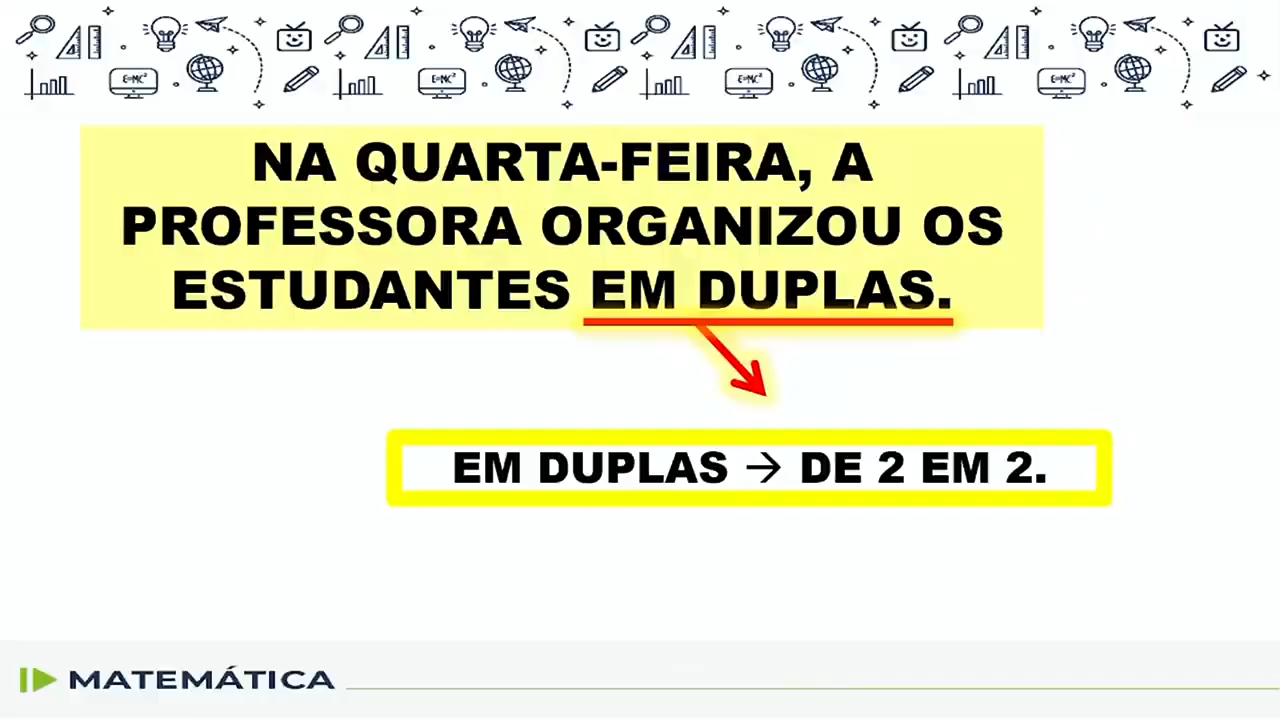 NA QUARTA-FEIRA, A
PROFESSORA ORGANIZOU OS
ESTUDANTES EM DUPLAS.
EM DUPLAS → DE 2 EM 2.
MATEMÁTICA